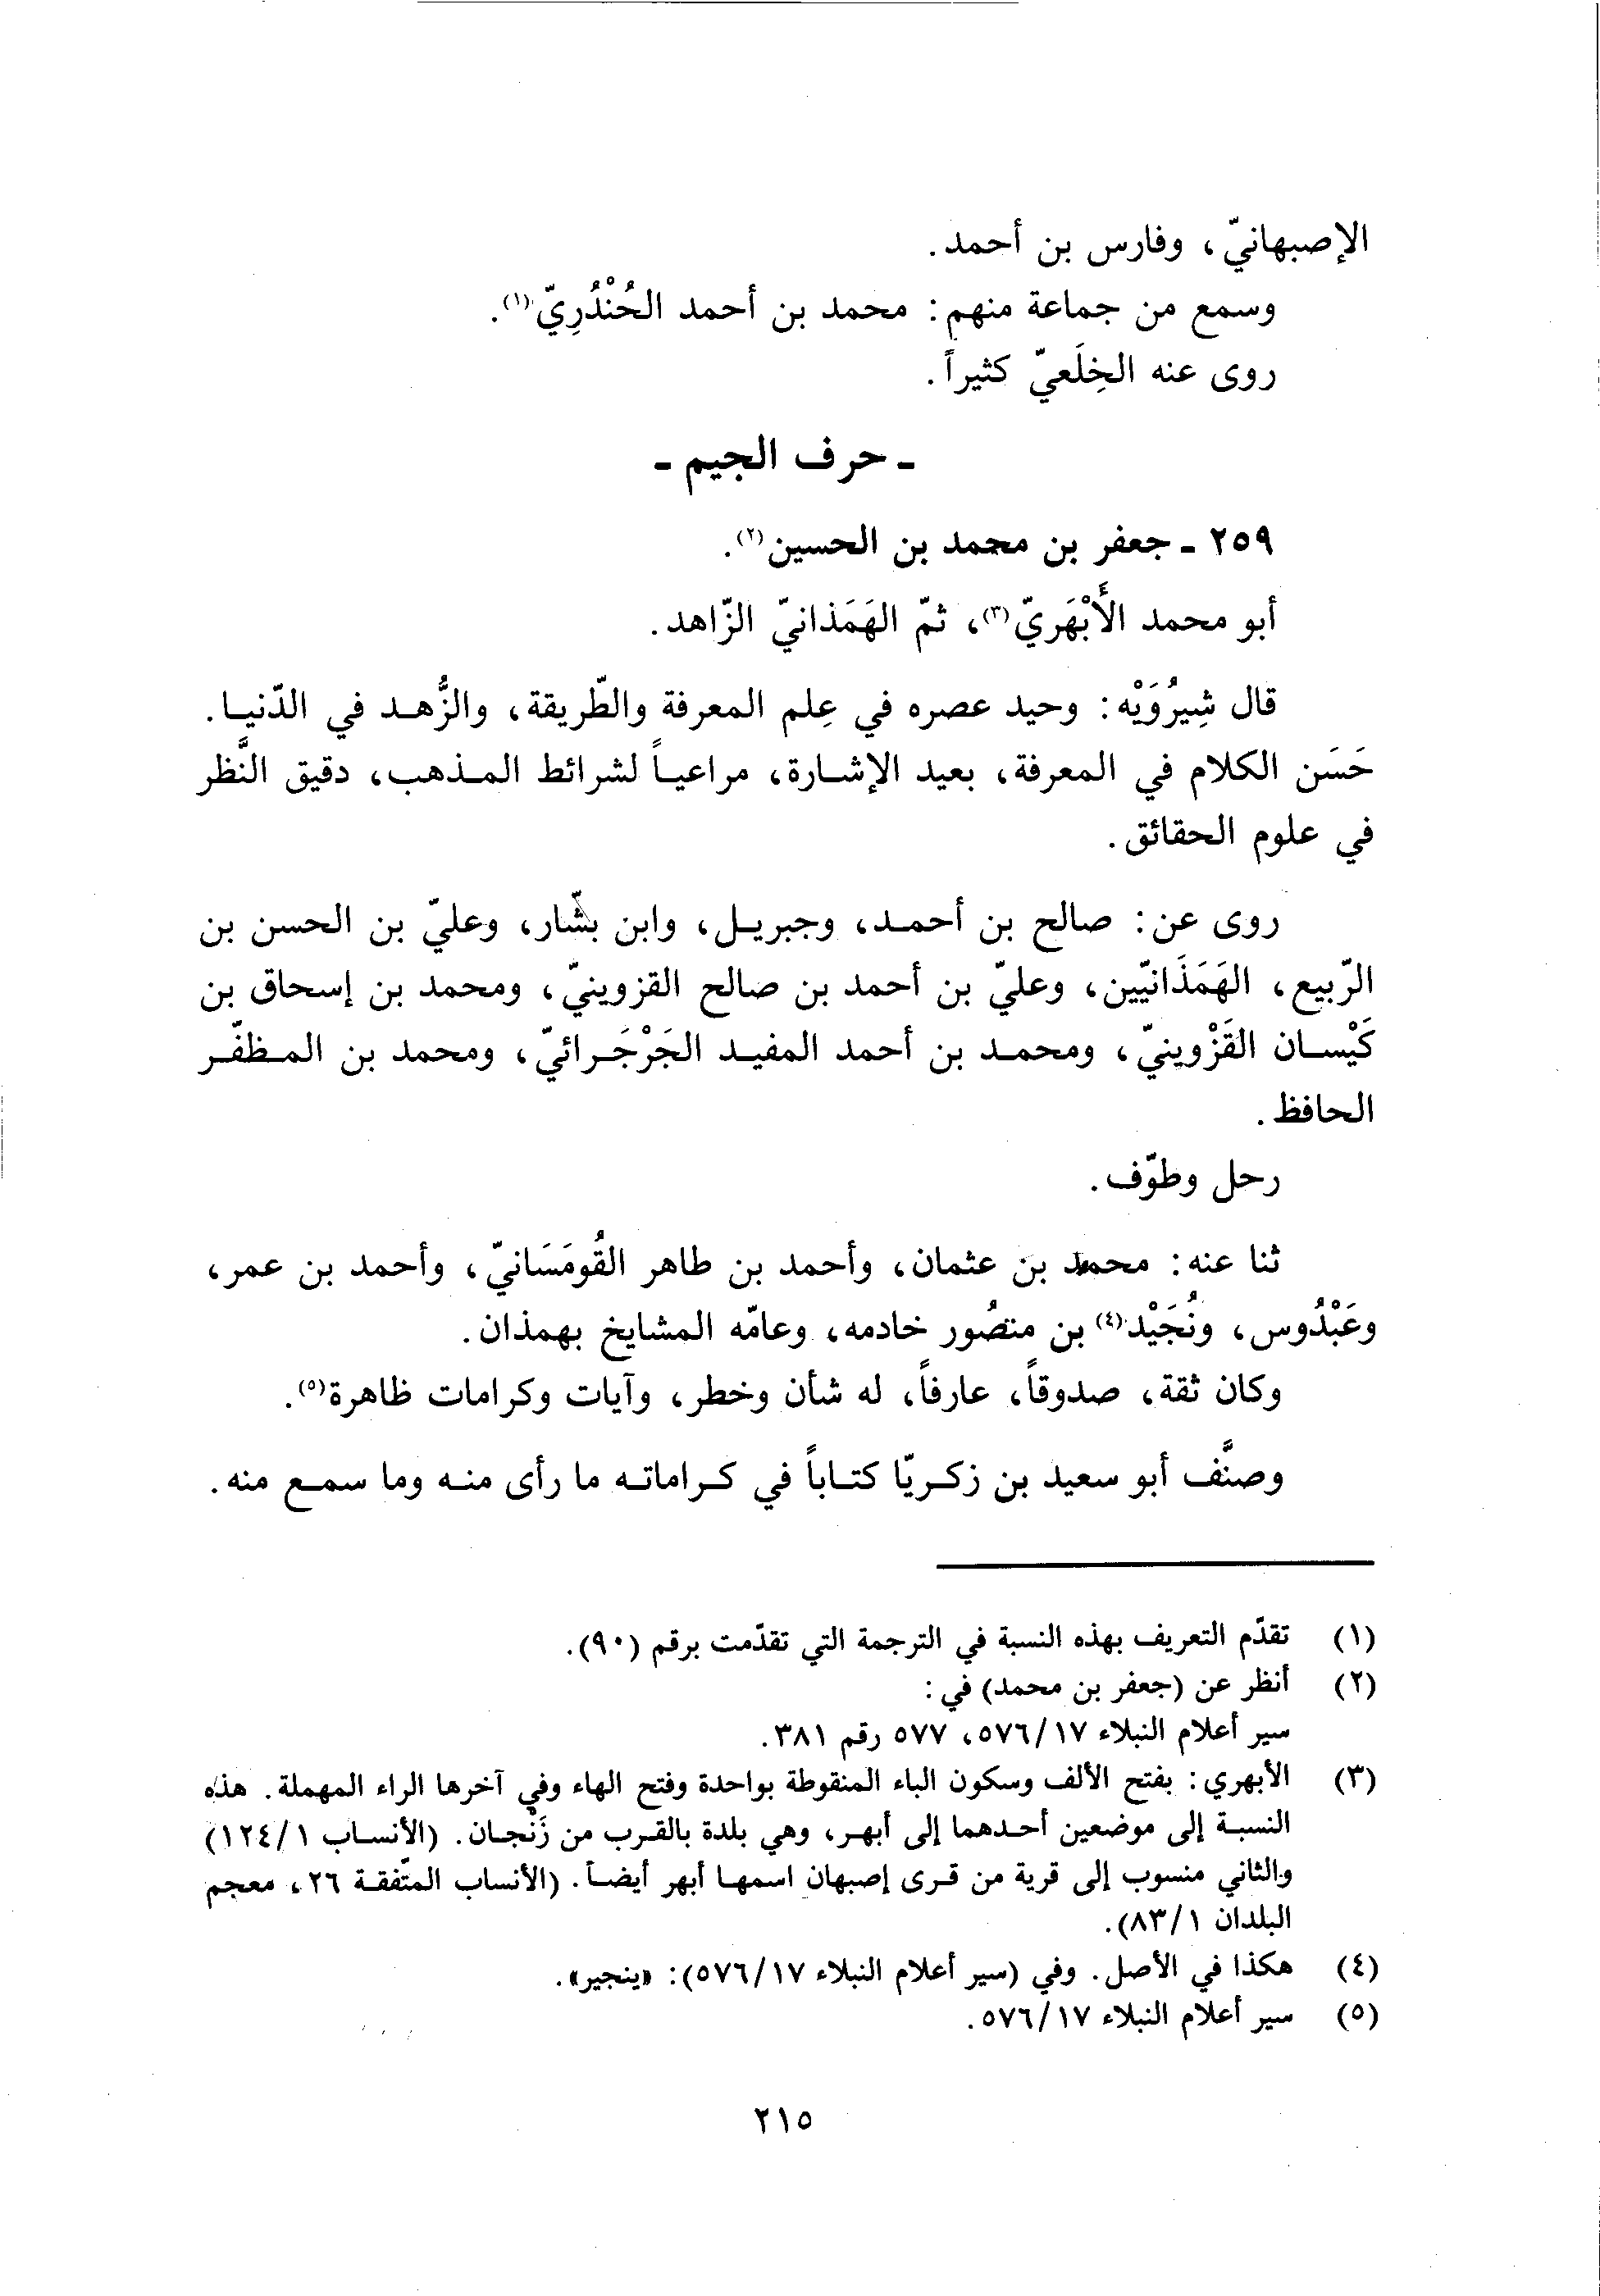 الإصبهانيّ، وفارس بن أحمد.
وسمع من جماعة منهم: محمد بن أحمد الحُنْدُرِيّ(١).
روى عنه الخِلَعيّ كثيراً.
ـ حرف الجيم ـ
٢٥٩ ـ جعفر بن محمد بن الحسين(٢).
أبو محمد الأَبْهَريّ(٣)، ثمّ الهَمَذانيّ الزّاهد.
قال شِيرُوَيْه: وحيد عصره في عِلم المعرفة والطّريقة، والزُّهد في الدّنيا.
حَسَن الكلام في المعرفة، بعيد الإشارة، مراعياً لشرائط المذهب، دقيق النَّظر
في علوم الحقائق.
روى عن: صالح بن أحمد، وجبريل، وابن بشّار، وعليّ بن الحسن بن
الرّبيع، الهَمَذَانيّين، وعليّ بن أحمد بن صالح القزوينيّ، ومحمد بن إسحاق بن
كَيْسان القَزْوينيّ، ومحمد بن أحمد المفيد الجَرْجَرائيّ، ومحمد بن المظفّر
الحافظ.
رحل وطوّف.
ثنا عنه: محمد بن عثمان، وأحمد بن طاهر القُومَسَانيّ، وأحمد بن عمر،
وعَبْدُوس، ونُجَيْد(٤) بن منصُور خادمه، وعامّه المشايخ بهمذان.
وكان ثقة، صدوقاً، عارفاً، له شأن وخطر، وآيات وكرامات ظاهرة(٥).
وصنَّف أبو سعيد بن زكريّا كتاباً في كراماته ما رأى منه وما سمع منه.
(١) تقدّم التعريف بهذه النسبة في الترجمة التي تقدّمت برقم (٩٠).
(٢) أنظر عن (جعفر بن محمد) في:
سير أعلام النبلاء ١٧/٥٧٦، ٥٧٧ رقم ٣٨١.
(٣) الأبهري: بفتح الألف وسكون الباء المنقوطة بواحدة وفتح الهاء وفي آخرها الراء المهملة. هذه
النسبة إلى موضعين أحدهما إلى أبهر، وهي بلدة بالقرب من زَنْجان. (الأنساب ١/١٢٤)
والثاني منسوب إلى قرية من قرى إصبهان اسمها أبهر أيضاً. (الأنساب المتّفقة ٢٦، معجم
البلدان ١/٨٣).
(٤) هكذا في الأصل. وفي (سير أعلام النبلاء ١٧/٥٧٦): «ينجير».
(٥) سير أعلام النبلاء ١٧/٥٧٦.
٢١٥